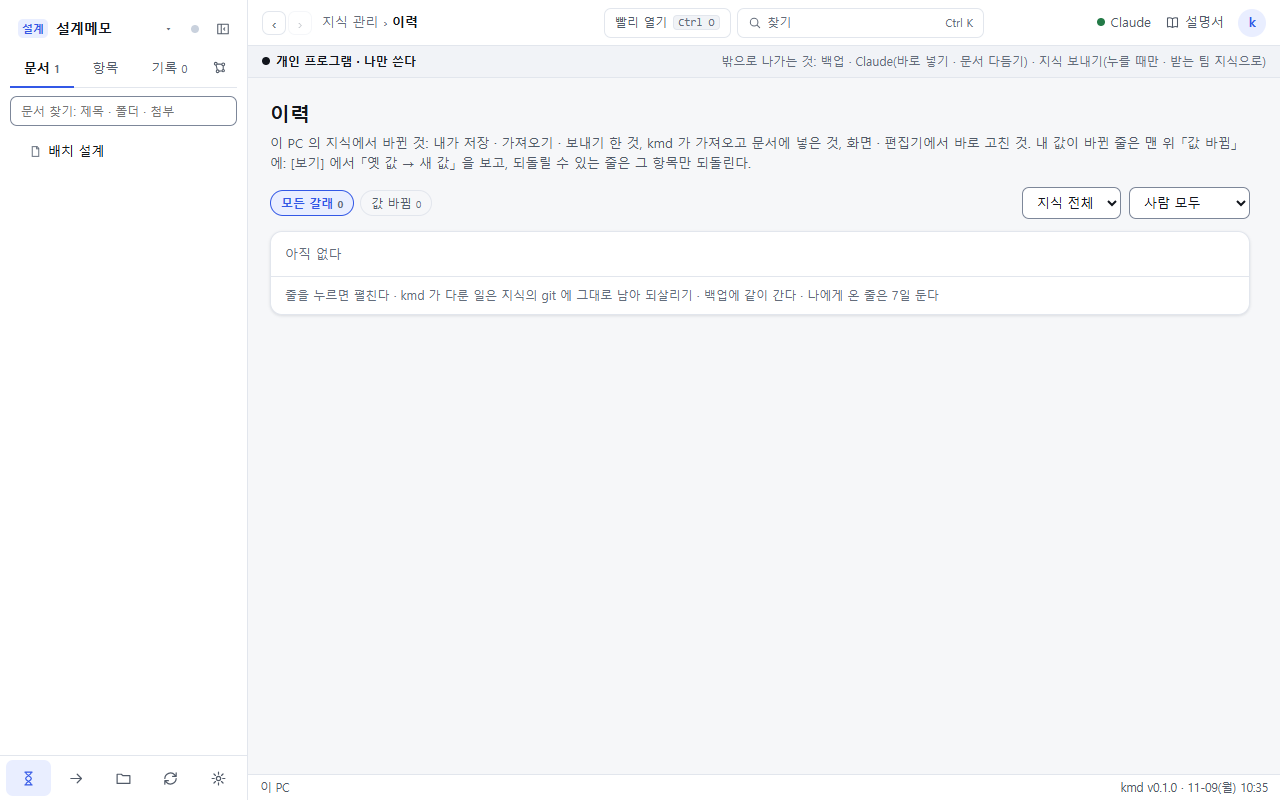 설계 설계메모
문서 1 항목 기록 0
문서 찾기: 제목 · 폴더 · 첨부
배치 설계
지식 관리 › 이력
빨리 열기 Ctrl O
찾기 Ctrl K
Claude 설명서 k
개인 프로그램 · 나만 쓴다
밖으로 나가는 것: 백업 · Claude(바로 넣기 · 문서 다듬기) · 지식 보내기(누를 때만 · 받는 팀 지식으로)
이력
이 PC 의 지식에서 바뀐 것: 내가 저장 · 가져오기 · 보내기 한 것, kmd 가 가져오고 문서에 넣은 것, 화면 · 편집기에서 바로 고친 것. 내 값이 바뀐 줄은 맨 위 「값 바뀜」
에: [보기] 에서 「옛 값 → 새 값」 을 보고, 되돌릴 수 있는 줄은 그 항목만 되돌린다.
모든 갈래 0 값 바뀜 0
지식 전체 사람 모두
아직 없다
줄을 누르면 펼친다 · kmd 가 다룬 일은 지식의 git 에 그대로 남아 되살리기 · 백업에 같이 간다 · 나에게 온 줄은 7일 둔다
이 PC
kmd v0.1.0 · 11-09(월) 10:35